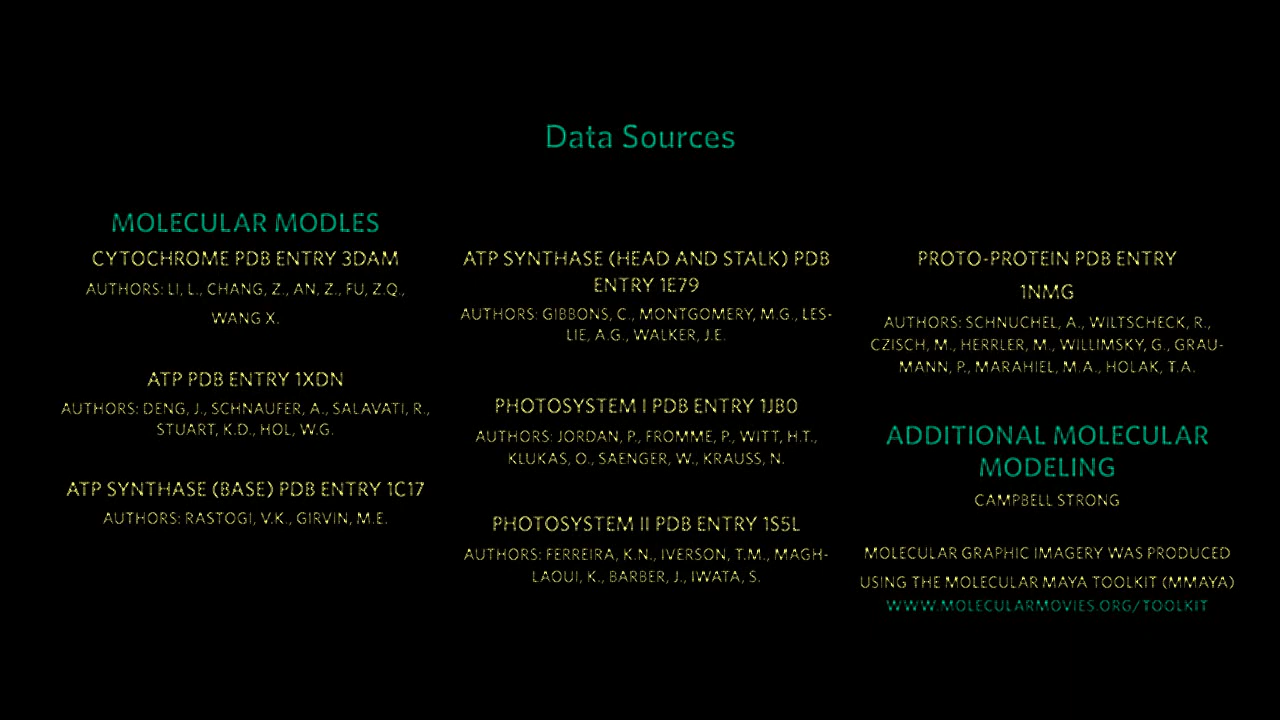 Data Sources
MOLECULAR MODLES
CYTOCHROME PDB ENTRY 3DAM
AUTHORS: LI, L., CHANG, Z., AN, Z., FU, Z.Q.,
WANG X.
ATP PDB ENTRY 1XDN
AUTHORS: DENG, J., SCHNAUFER, A., SALAVATI, R.,
STUART, K.D., HOL, W.G.
ATP SYNTHASE (BASE) PDB ENTRY 1C17
AUTHORS: RASTOGI, V.K., GIRVIN, M.E.
ATP SYNTHASE (HEAD AND STALK) PDB
ENTRY 1E79
AUTHORS: GIBBONS, C., MONTGOMERY, M.G., LES-
LIE, A.G., WALKER, J.E.
PHOTOSYSTEM I PDB ENTRY 1JB0
AUTHORS: JORDAN, P., FROMME, P., WITT, H.T.,
KLUKAS, O., SAENGER, W., KRAUSS, N.
PHOTOSYSTEM II PDB ENTRY 1S5L
AUTHORS: FERREIRA, K.N., IVERSON, T.M., MAGH-
LAOUI, K., BARBER, J., IWATA, S.
PROTO-PROTEIN PDB ENTRY
1NMG
AUTHORS: SCHNUCHEL, A., WILTSCHECK, R.,
CZISCH, M., HERRLER, M., WILLIMSKY, G., GRAU-
MANN, P., MARAHIEL, M.A., HOLAK, T.A.
ADDITIONAL MOLECULAR
MODELING
CAMPBELL STRONG
MOLECULAR GRAPHIC IMAGERY WAS PRODUCED
USING THE MOLECULAR MAYA TOOLKIT (MMAYA)
WWW.MOLECULARMOVIES.ORG/TOOLKIT